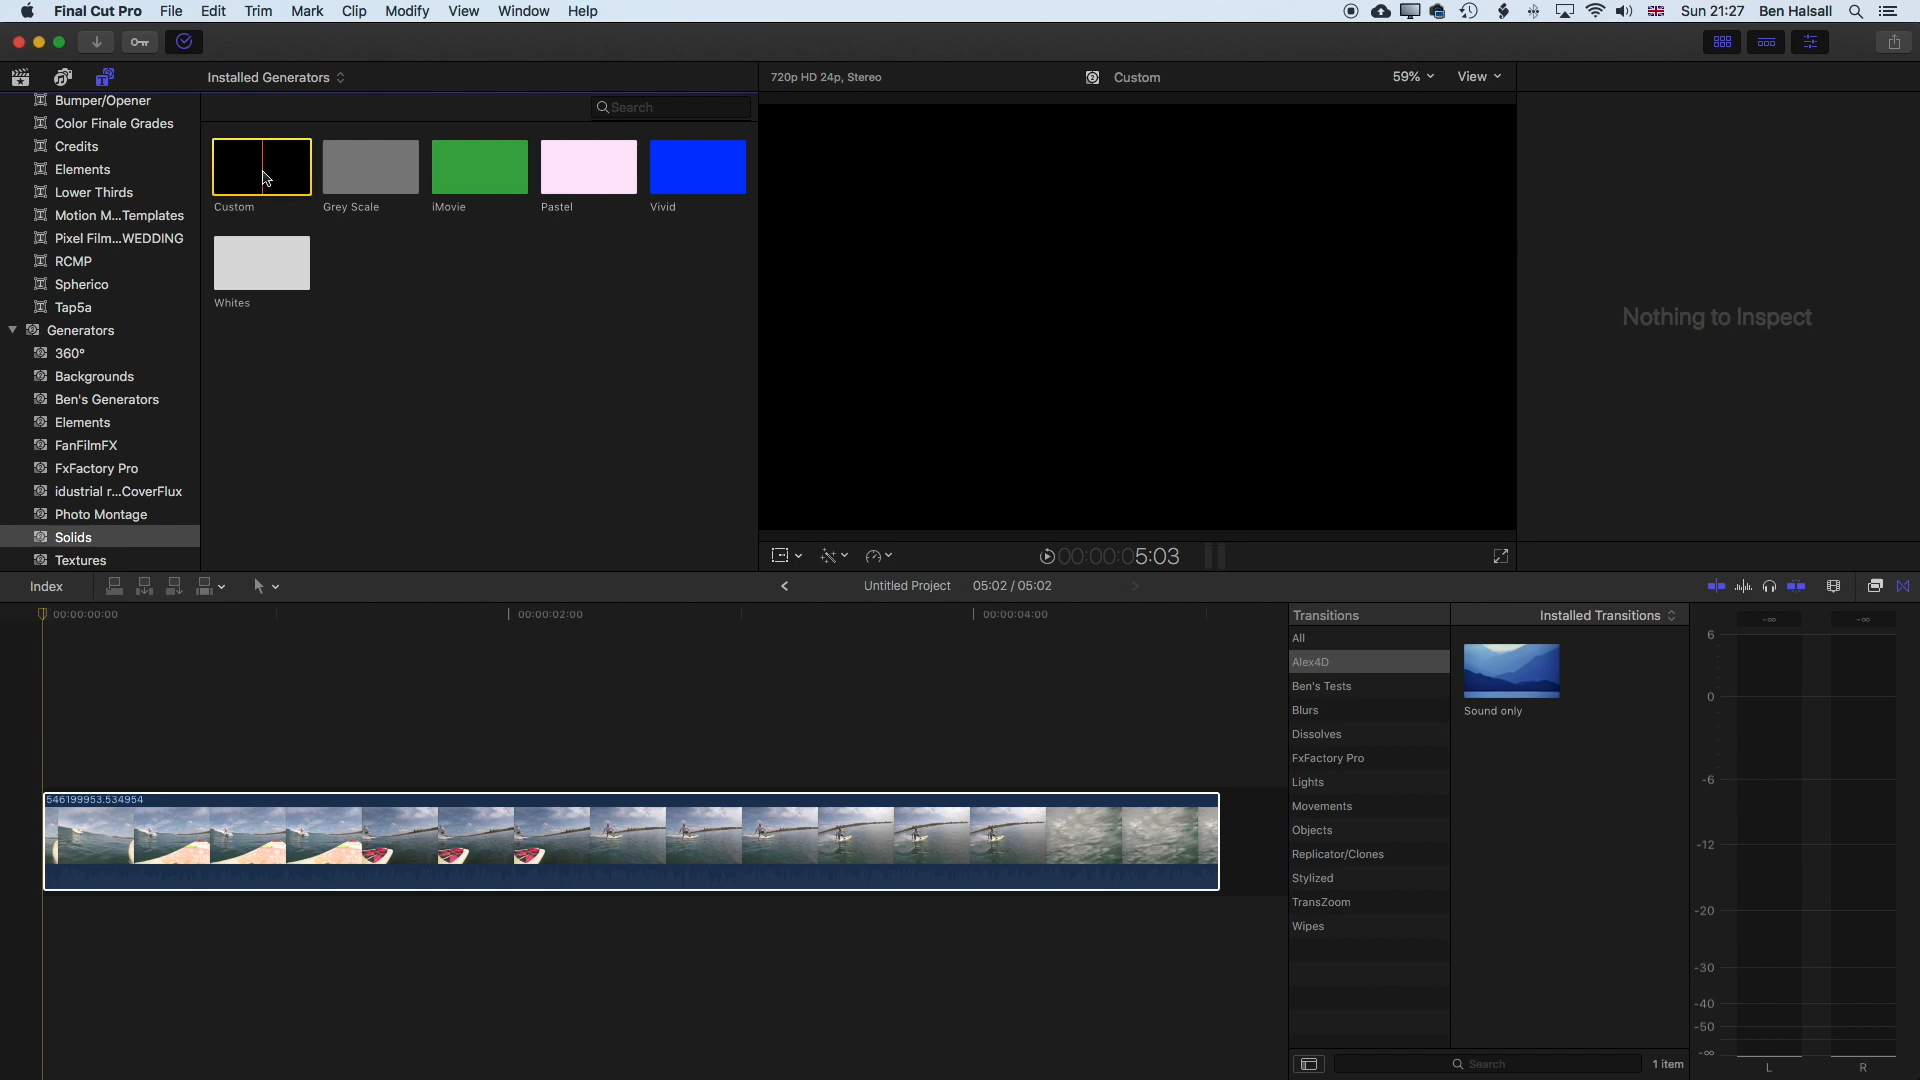 Final Cut Pro File Edit Trim Mark Clip Modify View Window Help Sun 21:27 Ben Halsall
Installed Generators 720p HD 24p, Stereo Custom 59% View
Search
Bumper/Opener
Color Finale Grades
Credits
Elements
Lower Thirds
Motion M...Templates
Pixel Film...WEDDING
RCMP
Spherico
Tap5a
Generators
360°
Backgrounds
Ben's Generators
Elements
FanFilmFX
FxFactory Pro
idustrial r...CoverFlux
Photo Montage
Solids
Textures
Custom Grey Scale iMovie Pastel Vivid
Whites
Nothing to Inspect
00:00:05:03
Index Untitled Project 05:02 / 05:02
00:00:00:00 00:00:02:00 00:00:04:00
546199953.534954
Transitions Installed Transitions
All
Alex4D
Ben's Tests
Blurs
Dissolves
FxFactory Pro
Lights
Movements
Objects
Replicator/Clones
Stylized
TransZoom
Wipes
Sound only
Search 1 item
-∞ -∞
6
0
-6
-12
-20
-30
-40
-50
-∞
L R